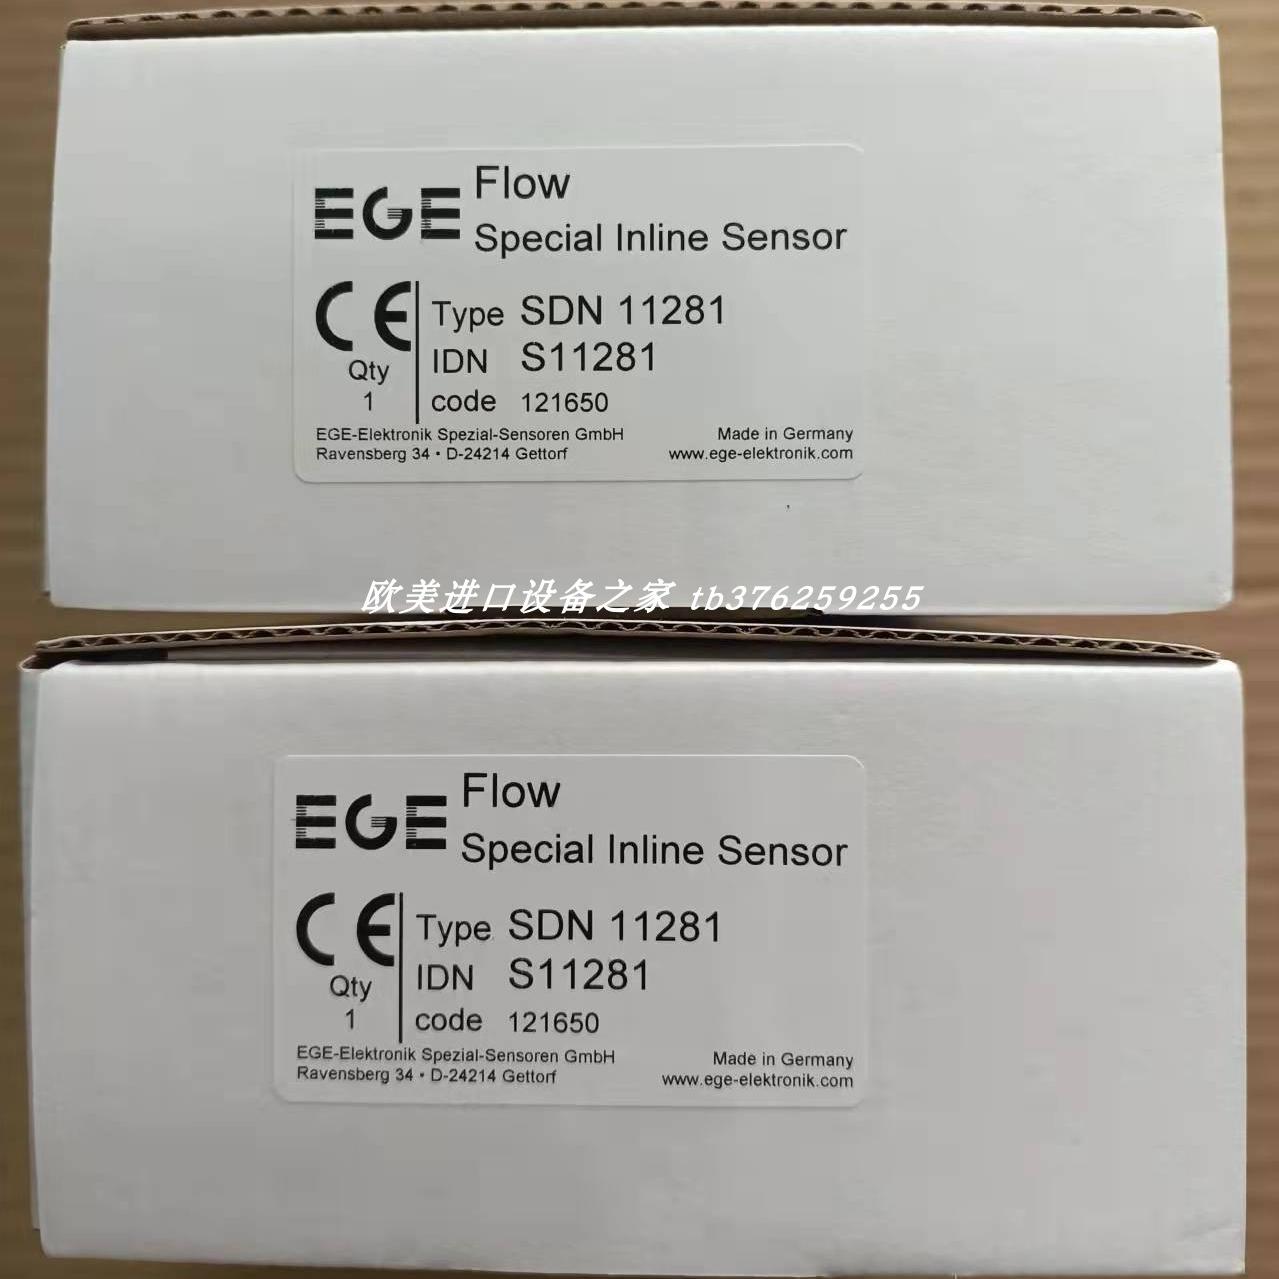 EGE
Flow
Special Inline Sensor
CE
Type SDN 11281
IDN S11281
Qty
1
code 121650
EGE-Elektronik Spezial-Sensoren GmbH
Made in Germany
Ravensberg 34 • D-24214 Gettorf
www.ege-elektronik.com
欧美进口设备之家 tb376259255
EGE
Flow
Special Inline Sensor
CE
Type SDN 11281
IDN S11281
Qty
1
code 121650
EGE-Elektronik Spezial-Sensoren GmbH
Made in Germany
Ravensberg 34 • D-24214 Gettorf
www.ege-elektronik.com